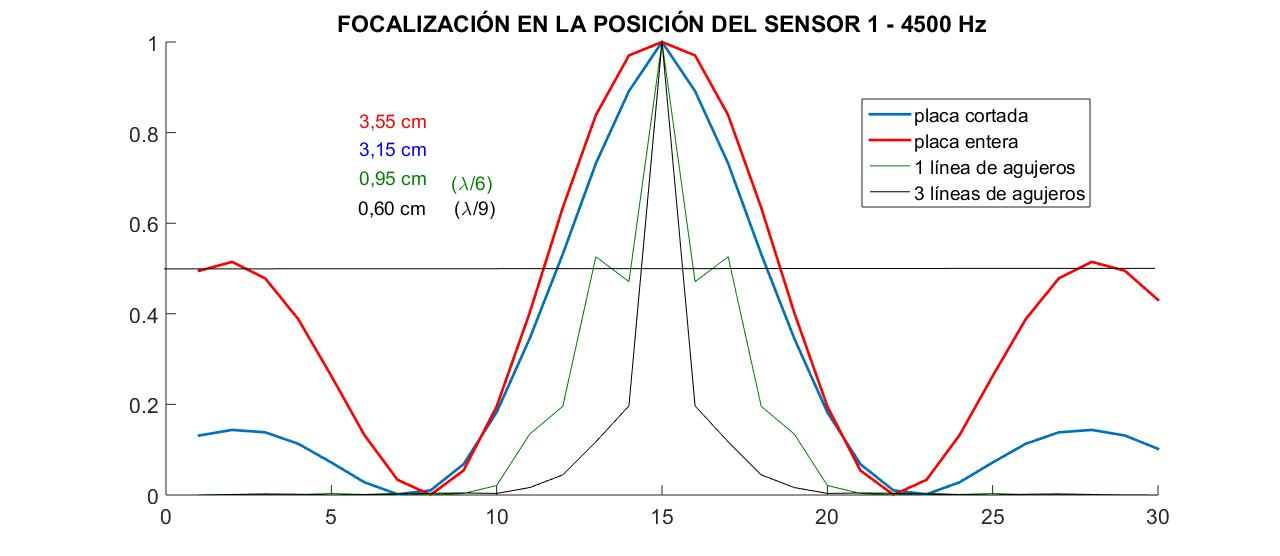 FOCALIZACIÓN EN LA POSICIÓN DEL SENSOR 1 - 4500 Hz
1
0.8
0.6
0.4
0.2
0
3,55 cm
3,15 cm
0,95 cm (λ/6)
0,60 cm (λ/9)
placa cortada
placa entera
1 línea de agujeros
3 líneas de agujeros
0 5 10 15 20 25 30